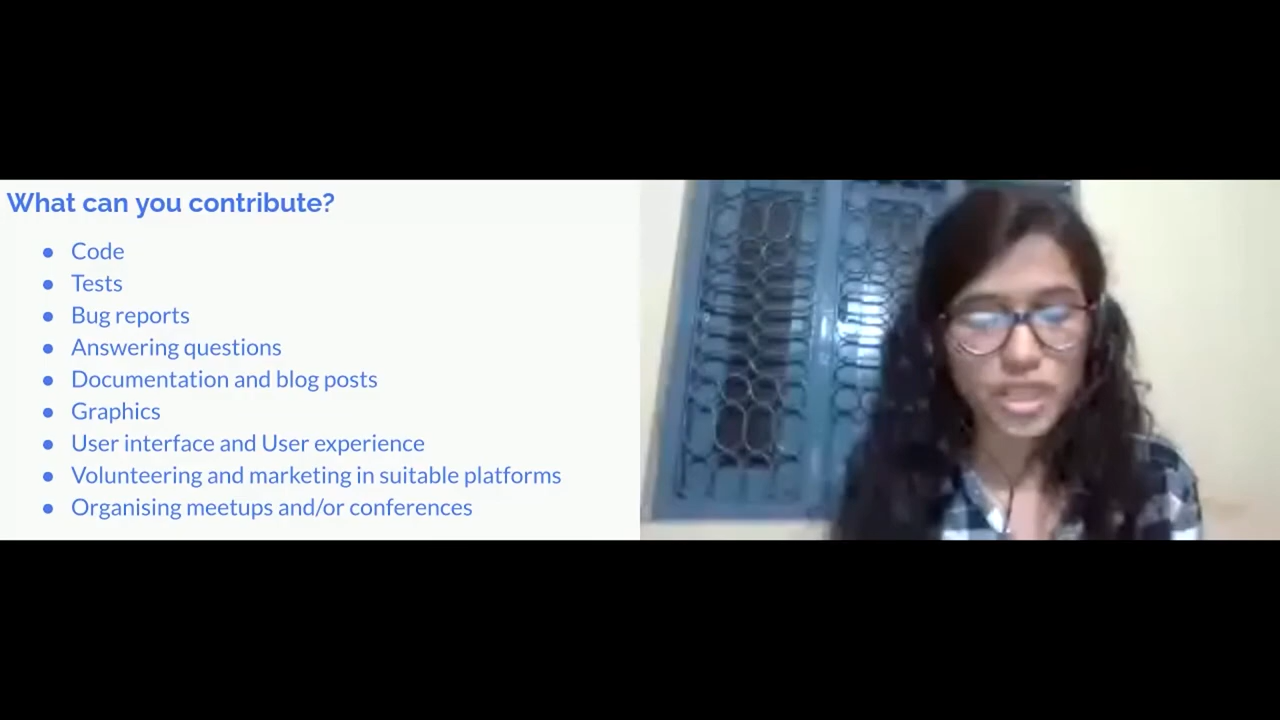 What can you contribute?
● Code
● Tests
● Bug reports
● Answering questions
● Documentation and blog posts
● Graphics
● User interface and User experience
● Volunteering and marketing in suitable platforms
● Organising meetups and/or conferences